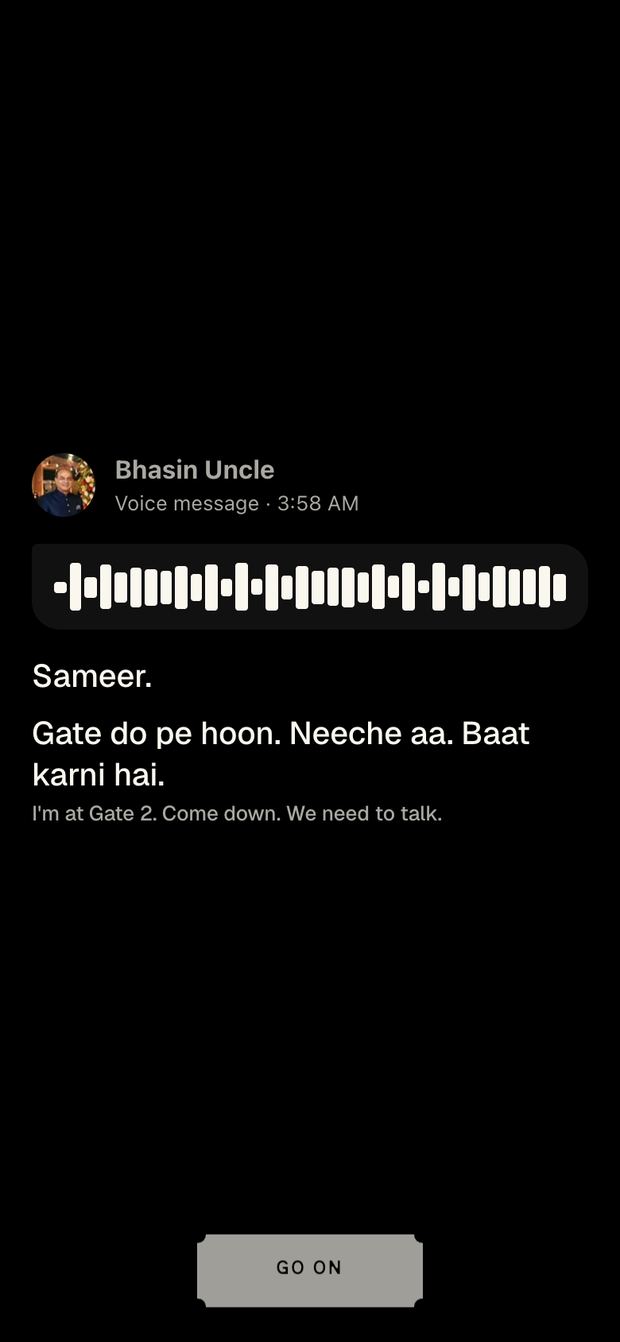 Bhasin Uncle
Voice message · 3:58 AM
Sameer.
Gate do pe hoon. Neeche aa. Baat
karni hai.
I'm at Gate 2. Come down. We need to talk.
GO ON